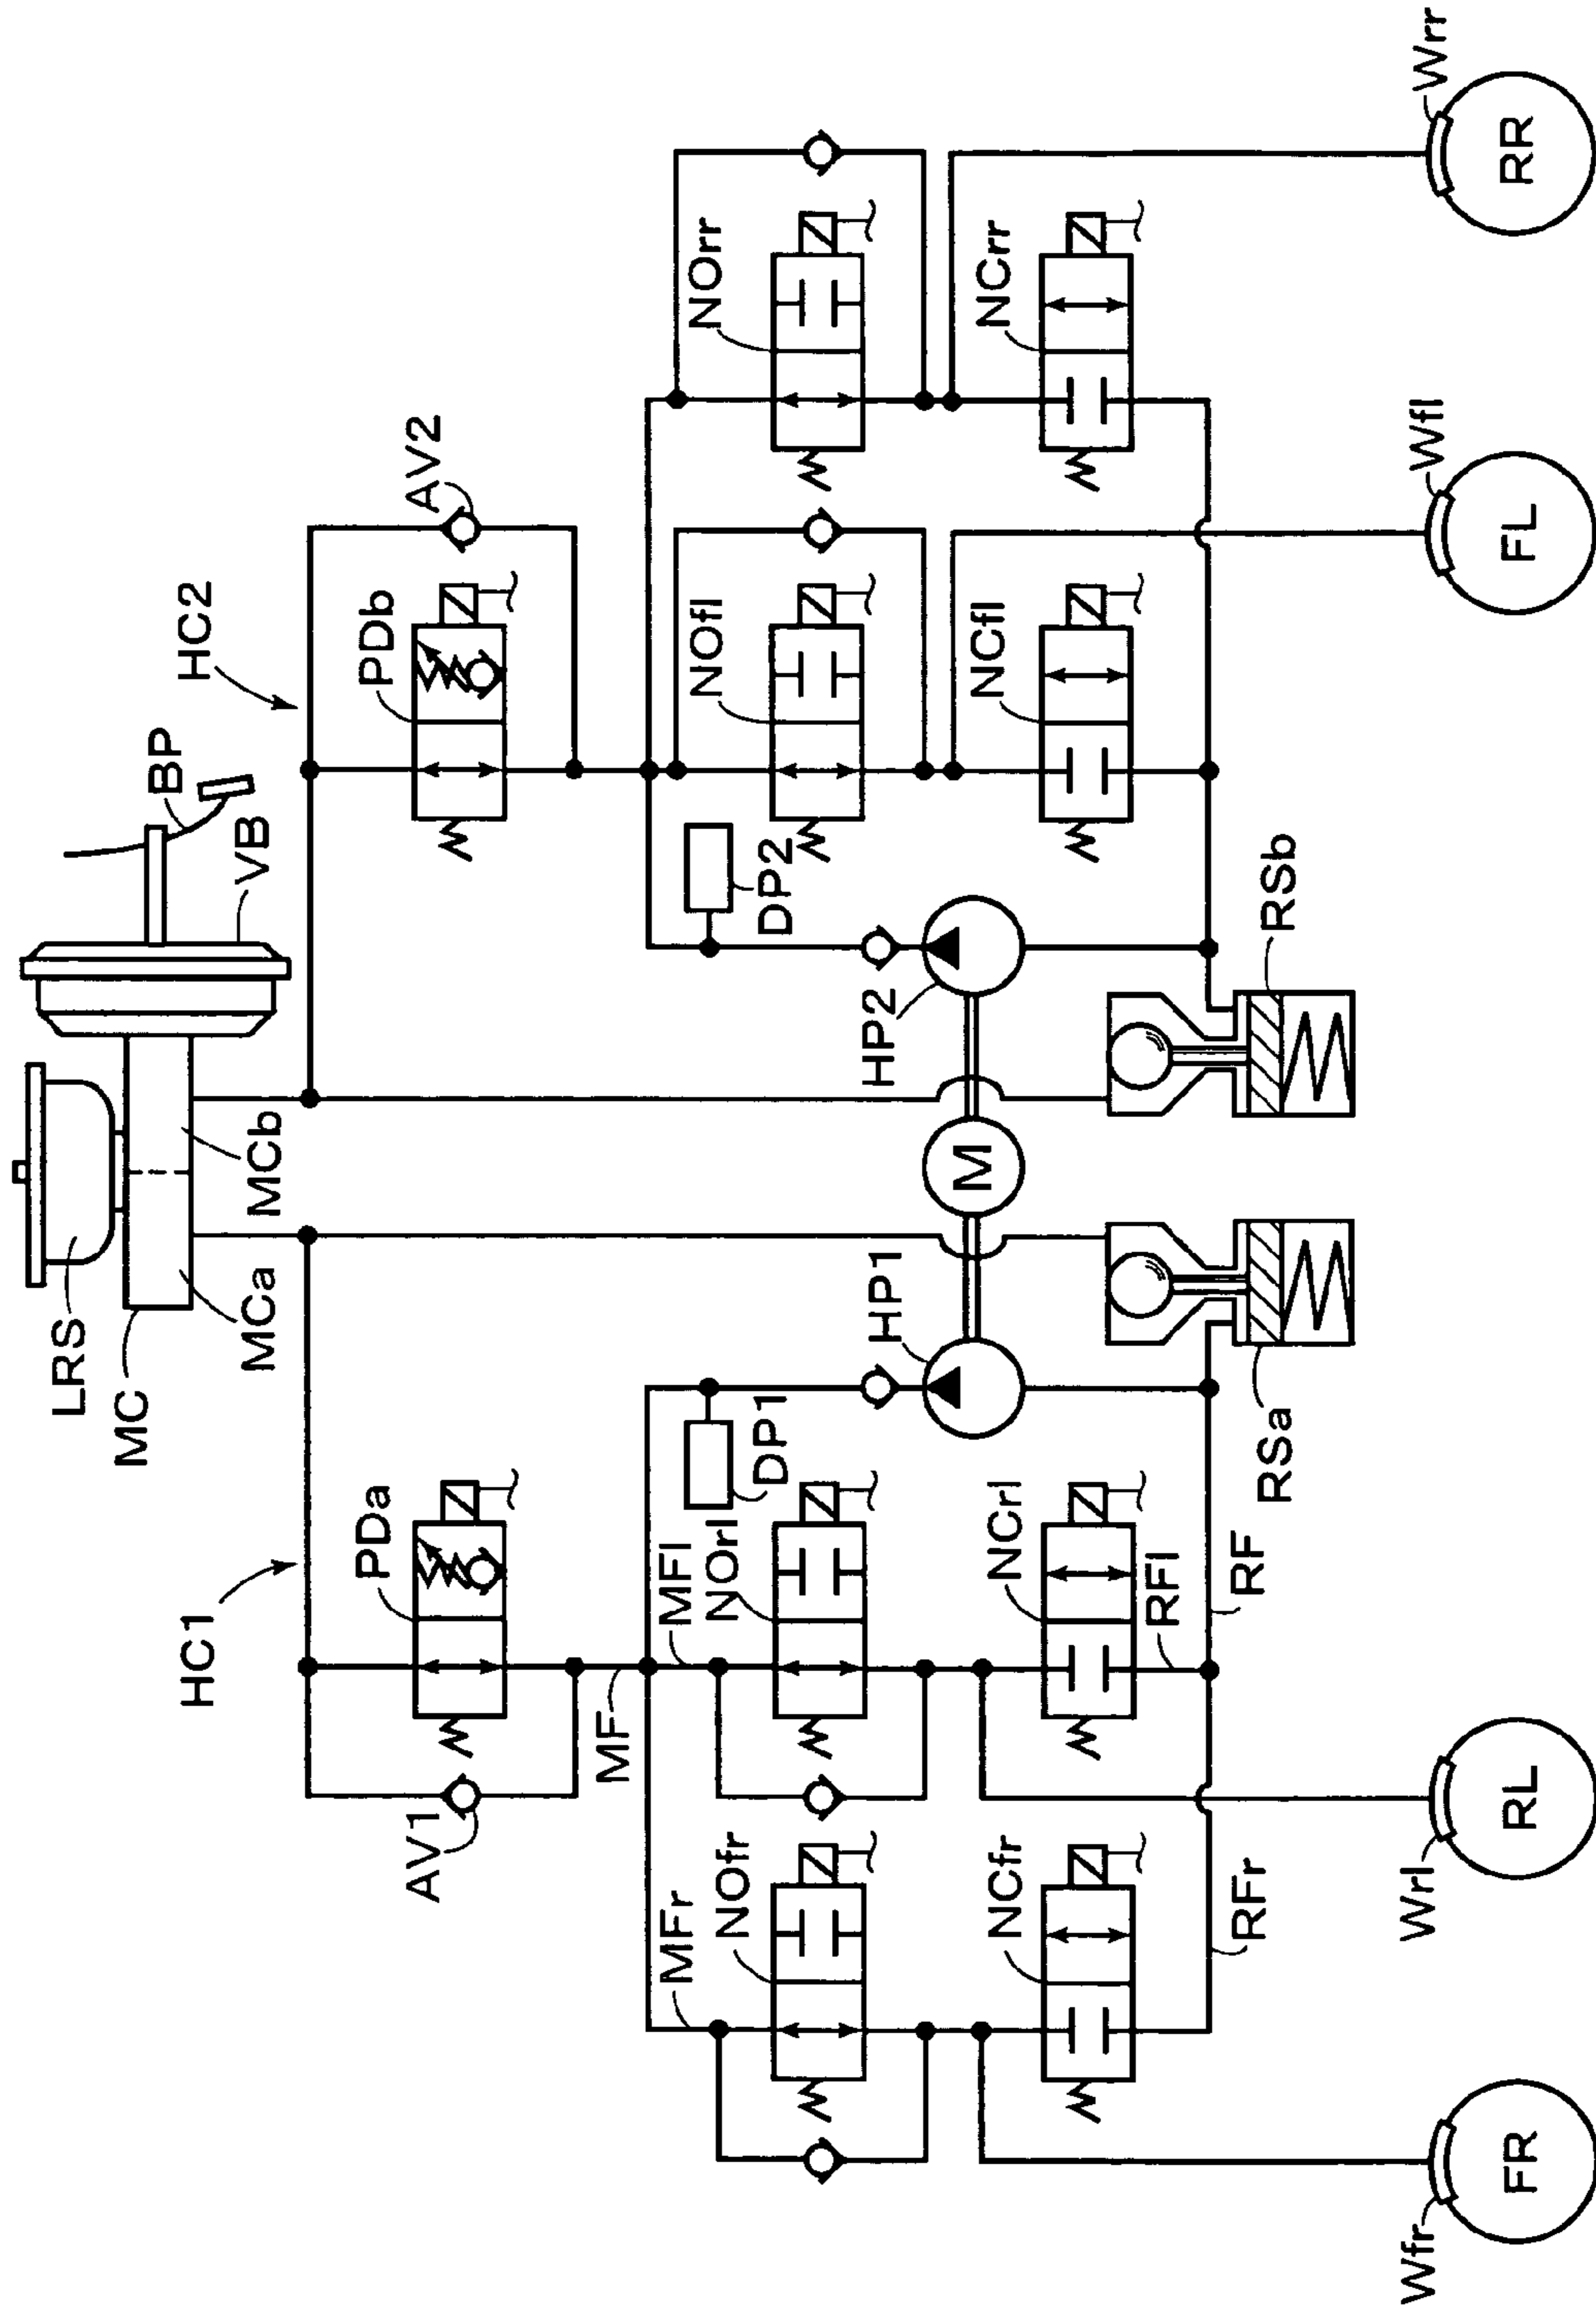 LRS
MC
MCa
MCb
VB
BP
HC1
HC2
PDa
PDb
AV1
AV2
MF
MFr
MFl
NOfr
NOrl
DP1
DP2
NOfl
NOrr
HP1
M
HP2
NCfr
NCrl
NCfl
NCrr
RFl
RFr
RF
RSa
RSb
Wfr
Wrl
Wfl
Wrr
FR
RL
FL
RR